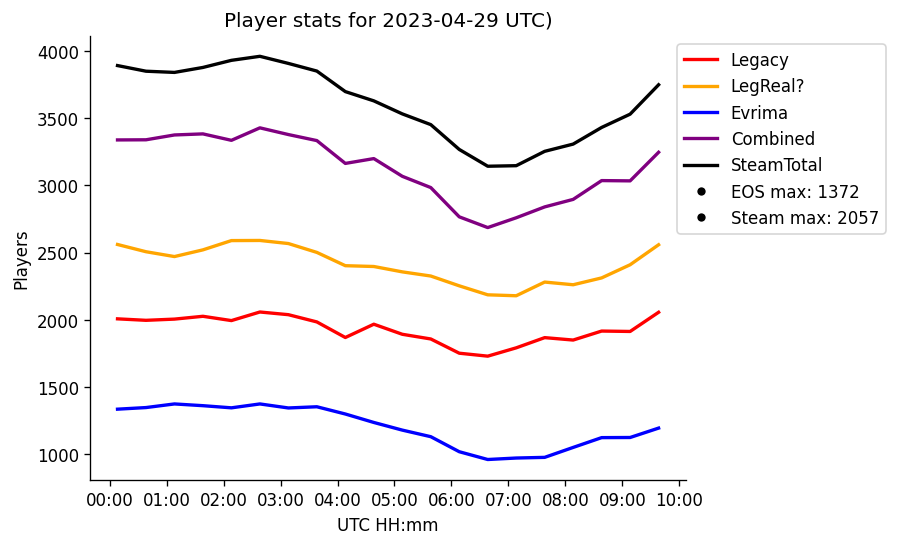 Player stats for 2023-04-29 UTC)
Legacy
LegReal?
Evrima
Combined
SteamTotal
EOS max: 1372
Steam max: 2057
Players
4000
3500
3000
2500
2000
1500
1000
00:00 01:00 02:00 03:00 04:00 05:00 06:00 07:00 08:00 09:00 10:00
UTC HH:mm